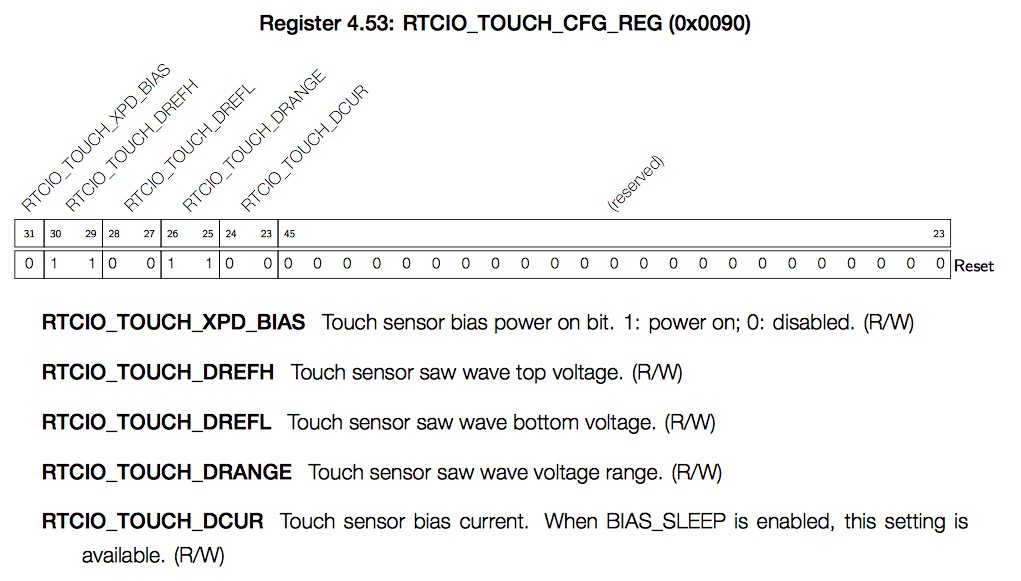 Register 4.53: RTCIO_TOUCH_CFG_REG (0x0090)
RTCIO_TOUCH_XPD_BIAS
RTCIO_TOUCH_DREFH
RTCIO_TOUCH_DREFL
RTCIO_TOUCH_DRANGE
RTCIO_TOUCH_DCUR
(reserved)
31 30 29 28 27 26 25 24 23 45 23
0 1 1 0 0 1 1 0 0 0 0 0 0 0 0 0 0 0 0 0 0 0 0 0 0 0 0 0 0 0 0 0 Reset
RTCIO_TOUCH_XPD_BIAS Touch sensor bias power on bit. 1: power on; 0: disabled. (R/W)
RTCIO_TOUCH_DREFH Touch sensor saw wave top voltage. (R/W)
RTCIO_TOUCH_DREFL Touch sensor saw wave bottom voltage. (R/W)
RTCIO_TOUCH_DRANGE Touch sensor saw wave voltage range. (R/W)
RTCIO_TOUCH_DCUR Touch sensor bias current. When BIAS_SLEEP is enabled, this setting is
available. (R/W)